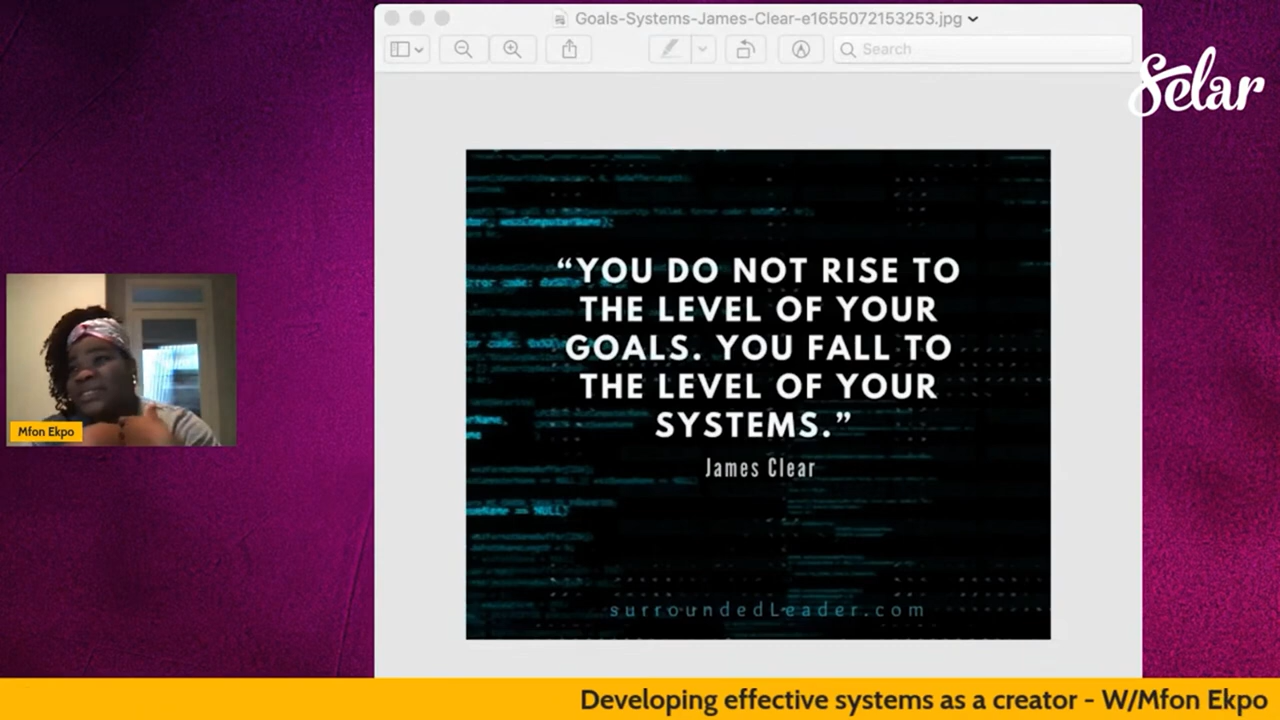 Goals-Systems-James-Clear-e1655072153253.jpg
Search
Selar
“YOU DO NOT RISE TO
THE LEVEL OF YOUR
GOALS. YOU FALL TO
THE LEVEL OF YOUR
SYSTEMS.”
James Clear
surroundedLeader.com
Mfon Ekpo
Developing effective systems as a creator - W/Mfon Ekpo